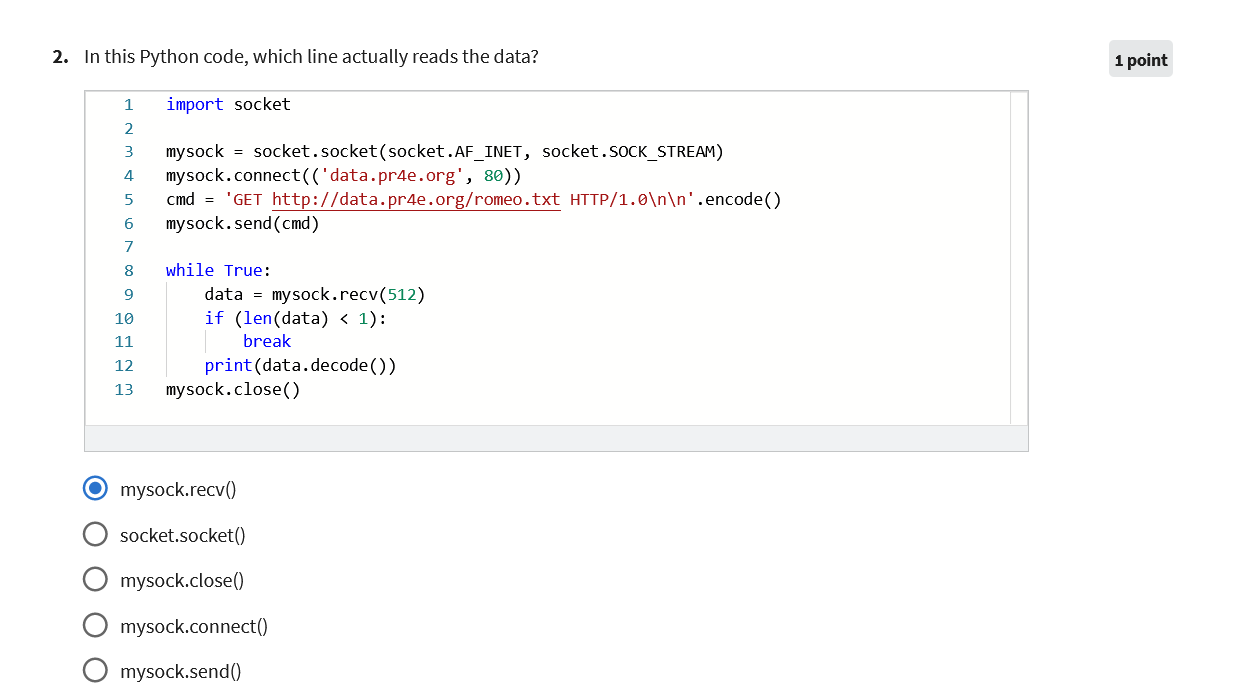 2. In this Python code, which line actually reads the data?
1 point
1 import socket
2
3 mysock = socket.socket(socket.AF_INET, socket.SOCK_STREAM)
4 mysock.connect(('data.pr4e.org', 80))
5 cmd = 'GET http://data.pr4e.org/romeo.txt HTTP/1.0\n\n'.encode()
6 mysock.send(cmd)
7
8 while True:
9     data = mysock.recv(512)
10     if (len(data) < 1):
11         break
12     print(data.decode())
13 mysock.close()
mysock.recv()
socket.socket()
mysock.close()
mysock.connect()
mysock.send()